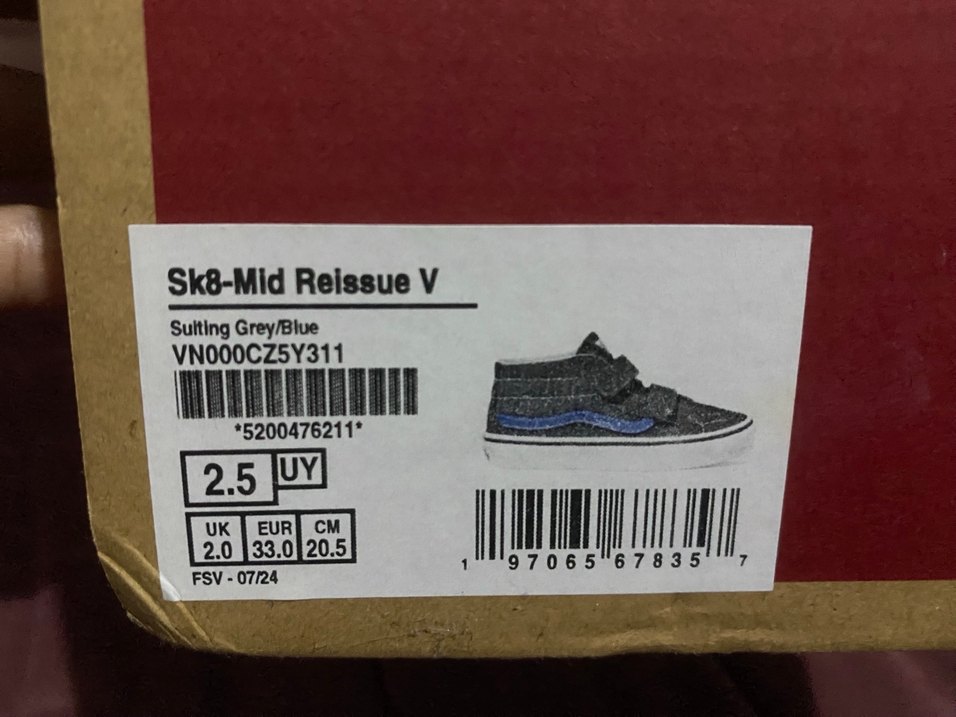 Sk8-Mid Reissue V
Suiting Grey/Blue
VN000CZ5Y311
*5200476211*
2.5 UY
UK EUR CM
2.0 33.0 20.5
FSV - 07/24
1 97065 67835 7